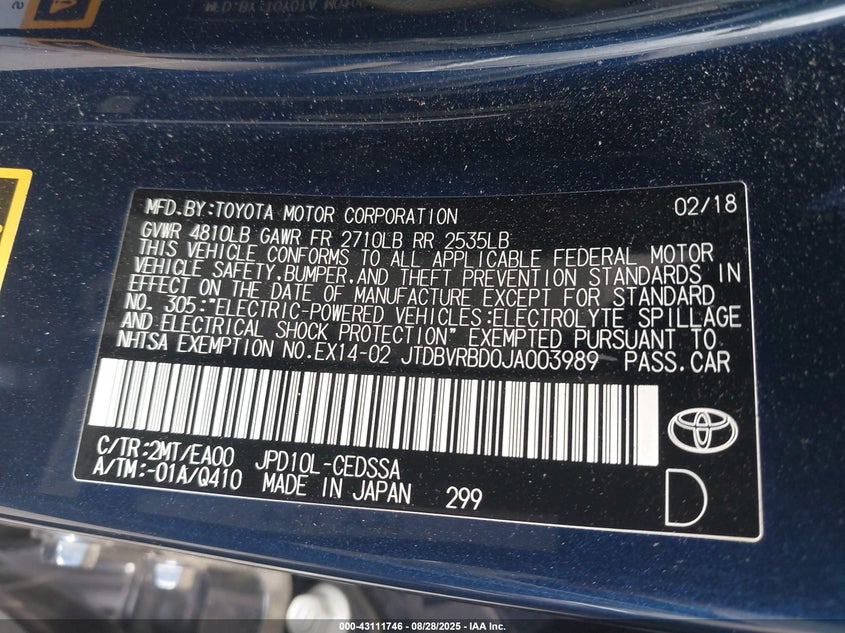 MFD.BY:TOYOTA MOTOR CORPORATION 02/18
GVWR 4810LB GAWR FR 2710LB RR 2535LB
THIS VEHICLE CONFORMS TO ALL APPLICABLE FEDERAL MOTOR
VEHICLE SAFETY,BUMPER,AND THEFT PREVENTION STANDARDS IN
EFFECT ON THE DATE OF MANUFACTURE EXCEPT FOR STANDARD
NO. 305:"ELECTRIC-POWERED VEHICLES:ELECTROLYTE SPILLAGE
AND ELECTRICAL SHOCK PROTECTION" EXEMPTED PURSUANT TO
NHTSA EXEMPTION NO.EX14-02 JTDBVRBD0JA003989 PASS.CAR
C/TR:2MT/EA00 JPD10L-CEDSSA
A/TM:-01A/Q410 MADE IN JAPAN 299
D
000-43111746 - 08/28/2025 - IAA Inc.